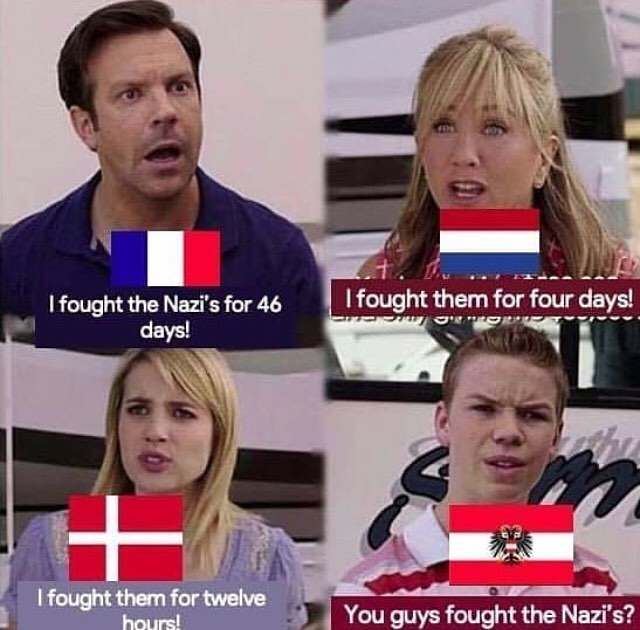 I fought the Nazi's for 46
days!
I fought them for four days!
I fought them for twelve
hours!
You guys fought the Nazi's?